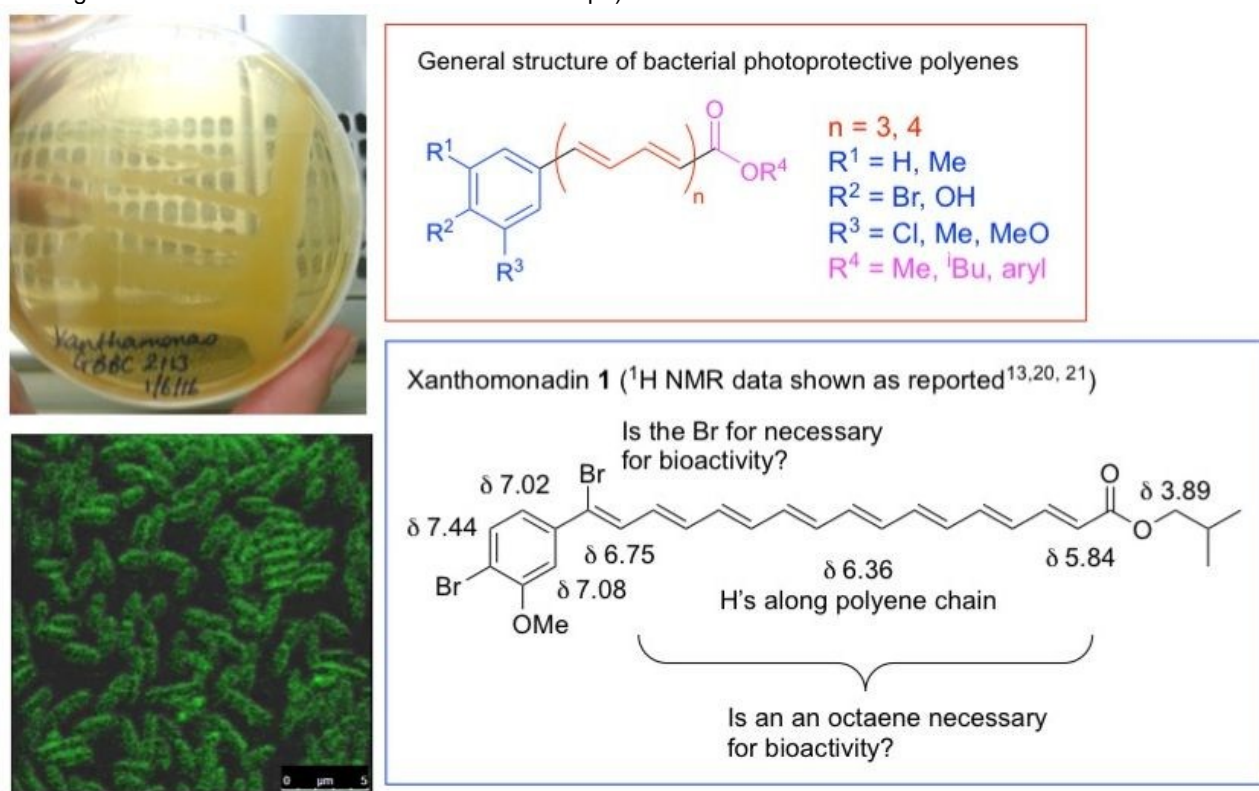 Xanthamonas
GBBC 2113
1/6/16
0 µm 5
General structure of bacterial photoprotective polyenes
R¹
R²
R³
n
O
OR⁴
n = 3, 4
R¹ = H, Me
R² = Br, OH
R³ = Cl, Me, MeO
R⁴ = Me, ⁱBu, aryl
Xanthomonadin 1 (¹H NMR data shown as reported¹³,²⁰, ²¹)
Is the Br for necessary
for bioactivity?
Br
δ 7.02
δ 7.44
Br
OMe
δ 7.08
δ 6.75
δ 6.36
H's along polyene chain
δ 5.84
O
O
δ 3.89
Is an an octaene necessary
for bioactivity?